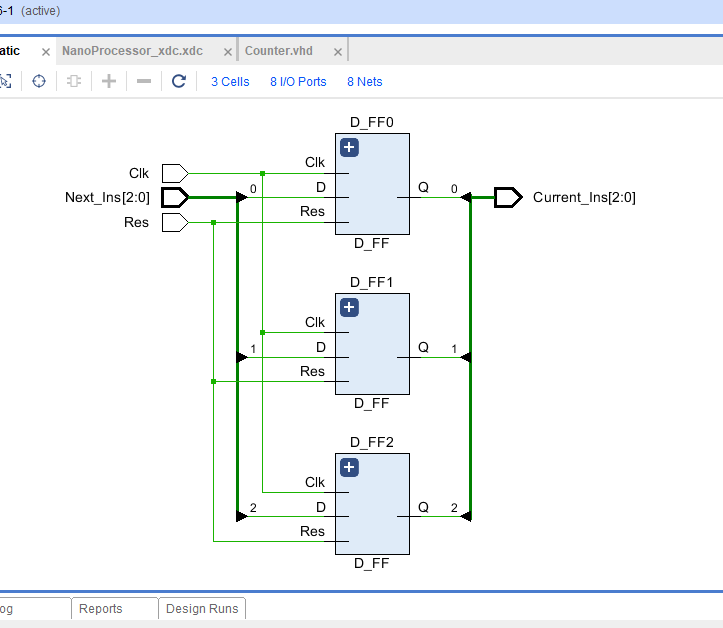 6-1 (active)
atic NanoProcessor_xdc.xdc Counter.vhd
3 Cells 8 I/O Ports 8 Nets
D_FF0
Clk Clk
Next_Ins[2:0] 0 D Q 0 Current_Ins[2:0]
Res Res
D_FF
D_FF1
Clk
1 D Q 1
Res
D_FF
D_FF2
Clk
2 D Q 2
Res
D_FF
og Reports Design Runs